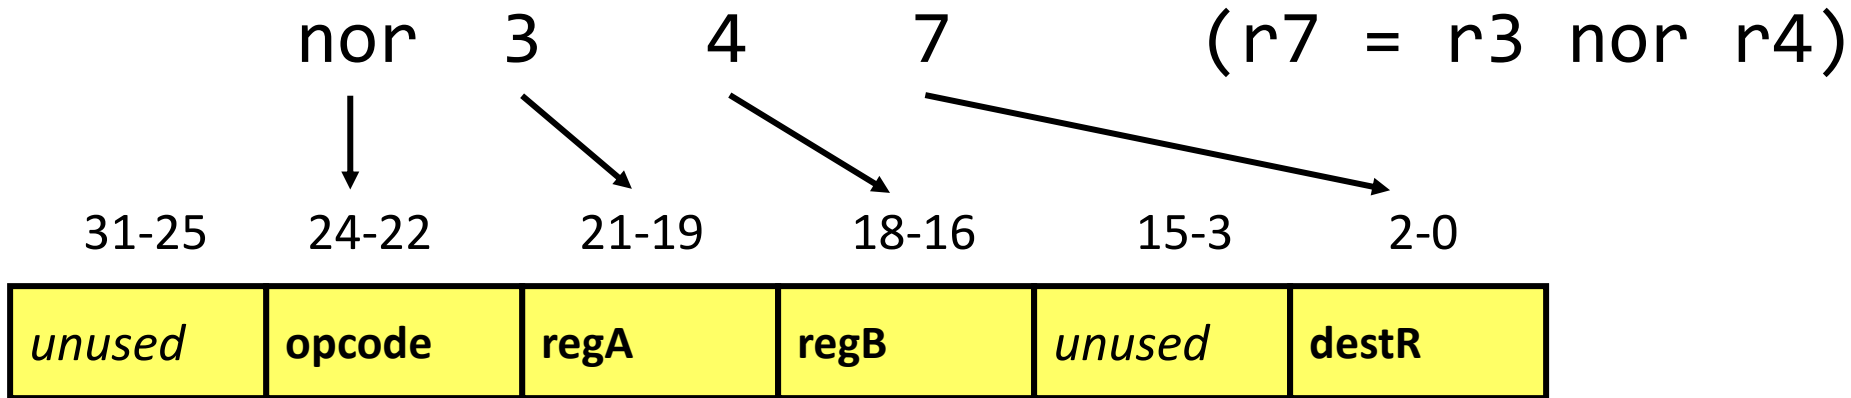 nor 3 4 7 (r7 = r3 nor r4)
31-25 24-22 21-19 18-16 15-3 2-0
unused opcode regA regB unused destR